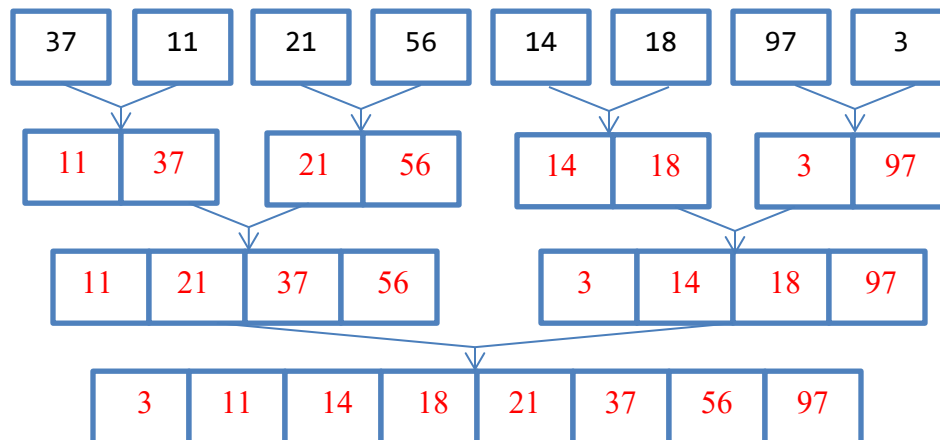 37 11 21 56 14 18 97 3
11 37 21 56 14 18 3 97
11 21 37 56 3 14 18 97
3 11 14 18 21 37 56 97